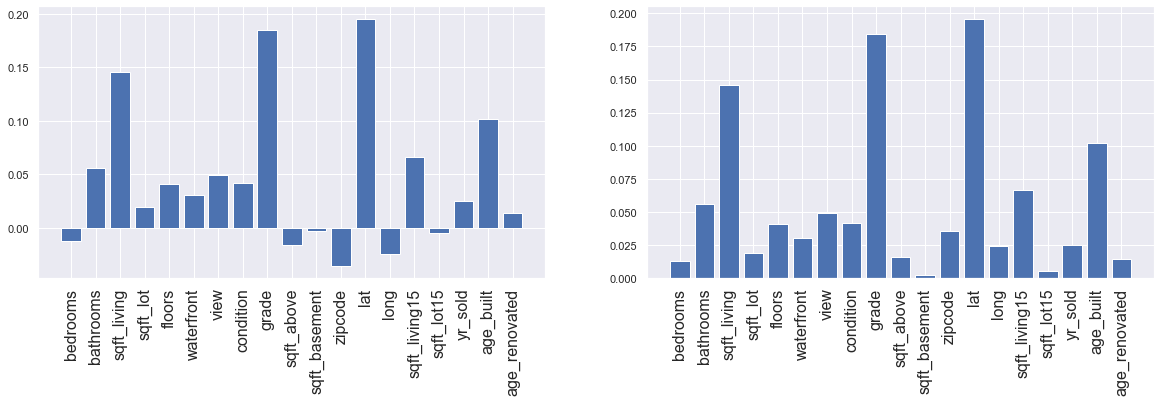 0.20
0.15
0.10
0.05
0.00
bedrooms
bathrooms
sqft_living
sqft_lot
floors
waterfront
view
condition
grade
sqft_above
sqft_basement
zipcode
lat
long
sqft_living15
sqft_lot15
yr_sold
age_built
age_renovated
0.200
0.175
0.150
0.125
0.100
0.075
0.050
0.025
0.000
bedrooms
bathrooms
sqft_living
sqft_lot
floors
waterfront
view
condition
grade
sqft_above
sqft_basement
zipcode
lat
long
sqft_living15
sqft_lot15
yr_sold
age_built
age_renovated